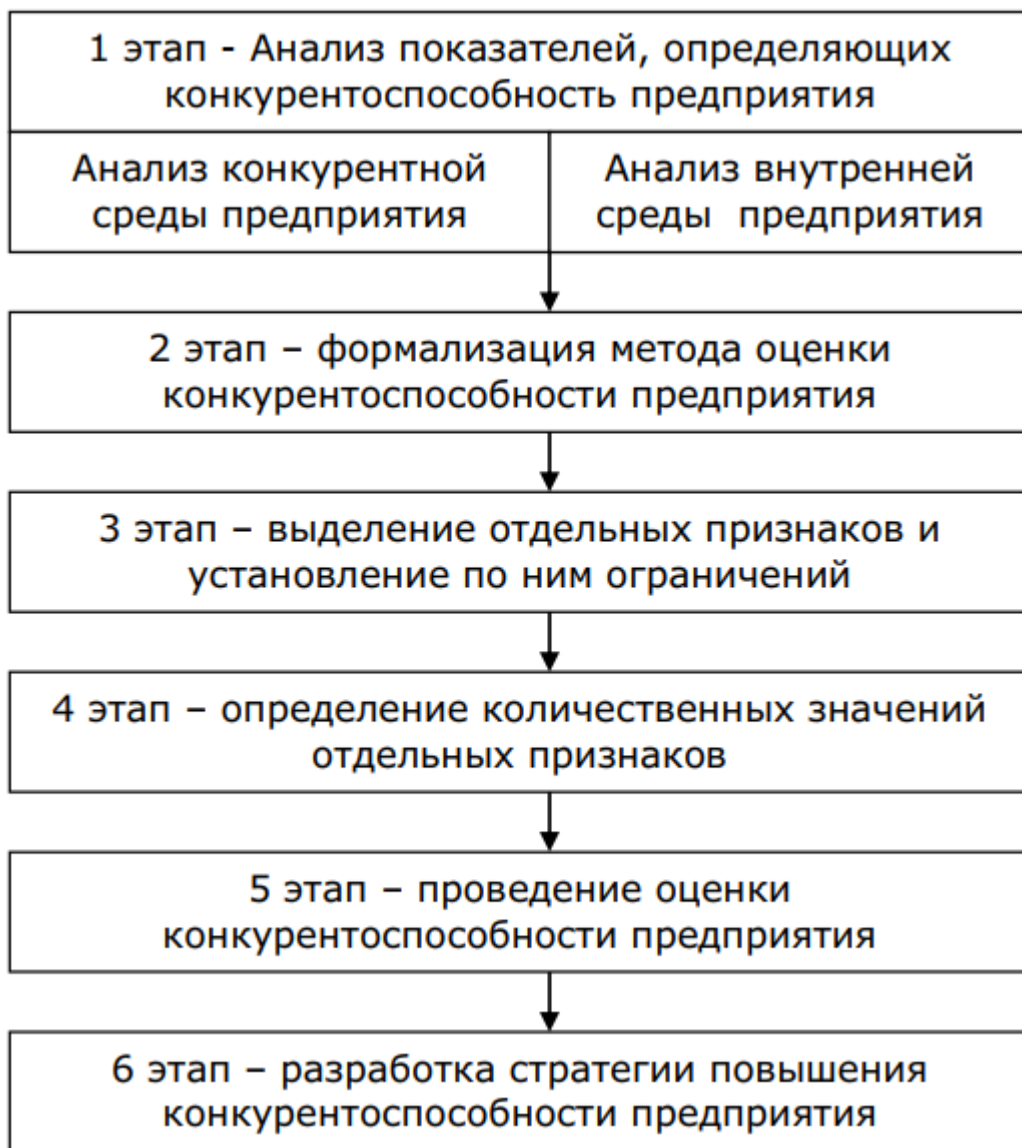 1 этап - Анализ показателей, определяющих
конкурентоспособность предприятия
Анализ конкурентной
среды предприятия
Анализ внутренней
среды предприятия
2 этап – формализация метода оценки
конкурентоспособности предприятия
3 этап – выделение отдельных признаков и
установление по ним ограничений
4 этап – определение количественных значений
отдельных признаков
5 этап – проведение оценки
конкурентоспособности предприятия
6 этап – разработка стратегии повышения
конкурентоспособности предприятия